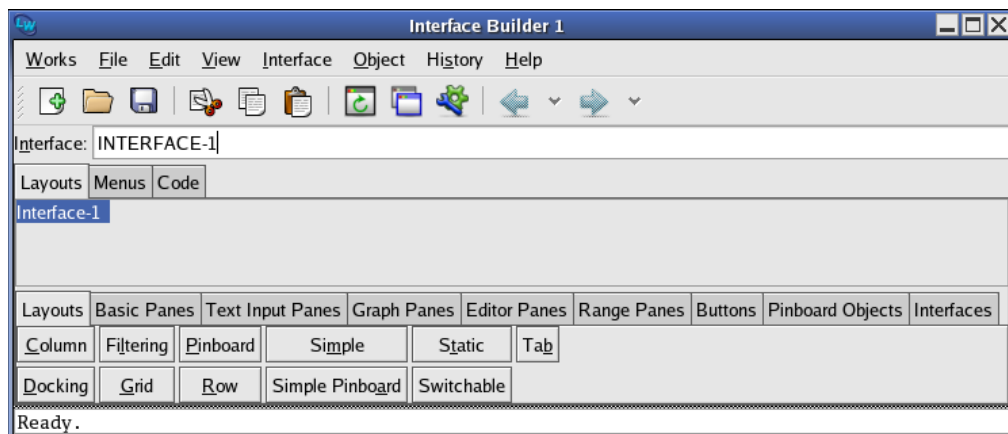 LW Interface Builder 1
Works File Edit View Interface Object History Help
Interface: INTERFACE-1
Layouts Menus Code
Interface-1
Layouts Basic Panes Text Input Panes Graph Panes Editor Panes Range Panes Buttons Pinboard Objects Interfaces
Column Filtering Pinboard Simple Static Tab
Docking Grid Row Simple Pinboard Switchable
Ready.